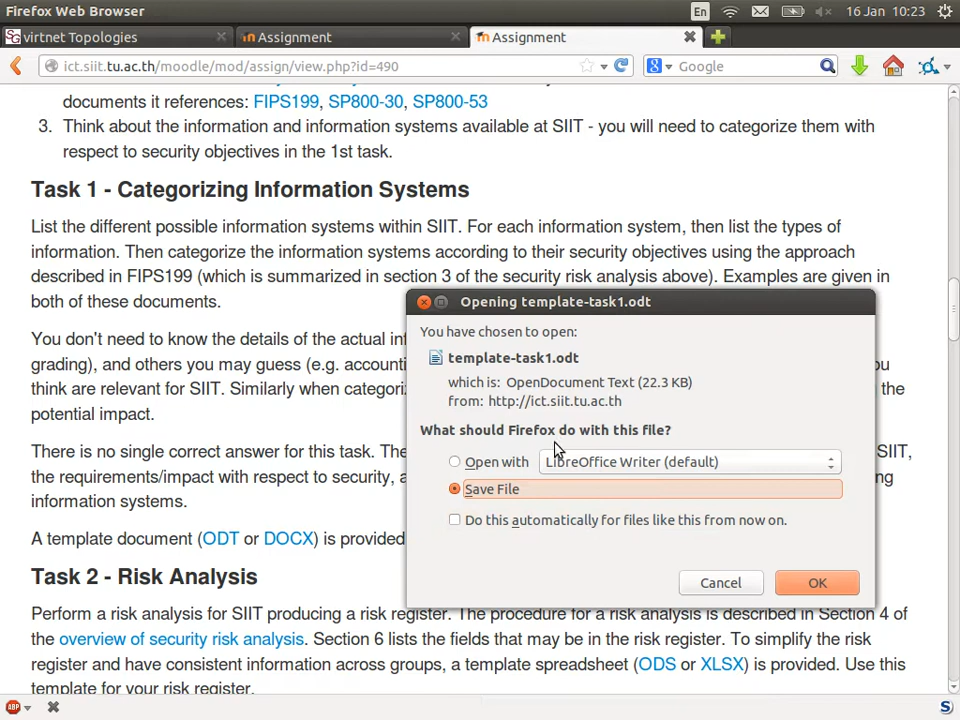 Firefox Web Browser
En
16 Jan 10:23
virtnet Topologies
Assignment
Assignment
ict.siit.tu.ac.th/moodle/mod/assign/view.php?id=490
Google
documents it references: FIPS199, SP800-30, SP800-53
3. Think about the information and information systems available at SIIT - you will need to categorize them with
respect to security objectives in the 1st task.
Task 1 - Categorizing Information Systems
List the different possible information systems within SIIT. For each information system, then list the types of
information. Then categorize the information systems according to their security objectives using the approach
described in FIPS199 (which is summarized in section 3 of the security risk analysis above). Examples are given in
both of these documents.
You don't need to know the details of the actual inf
grading), and others you may guess (e.g. accounti
think are relevant for SIIT. Similarly when categoriz
the
potential impact.
There is no single correct answer for this task. The
SIIT,
the requirements/impact with respect to security, a
ing
information systems.
A template document (ODT or DOCX) is provided
Opening template-task1.odt
You have chosen to open:
template-task1.odt
which is: OpenDocument Text (22.3 KB)
from: http://ict.siit.tu.ac.th
What should Firefox do with this file?
Open with
LibreOffice Writer (default)
Save File
Do this automatically for files like this from now on.
Cancel
OK
Task 2 - Risk Analysis
Perform a risk analysis for SIIT producing a risk register. The procedure for a risk analysis is described in Section 4 of
the overview of security risk analysis. Section 6 lists the fields that may be in the risk register. To simplify the risk
register and have consistent information across groups, a template spreadsheet (ODS or XLSX) is provided. Use this
template for your risk register.
ABP
S